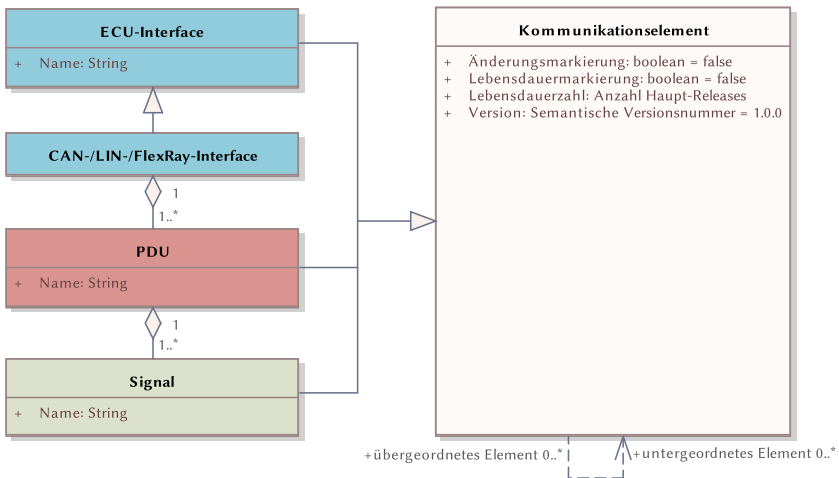 ECU-Interface
+ Name: String
CAN-/LIN-/FlexRay-Interface
1
1..*
PDU
+ Name: String
1
1..*
Signal
+ Name: String
Kommunikationselement
+ Änderungsmarkierung: boolean = false
+ Lebensdauermarkierung: boolean = false
+ Lebensdauerzahl: Anzahl Haupt-Releases
+ Version: Semantische Versionsnummer = 1.0.0
+übergeordnetes Element 0..*
+untergeordnetes Element 0..*